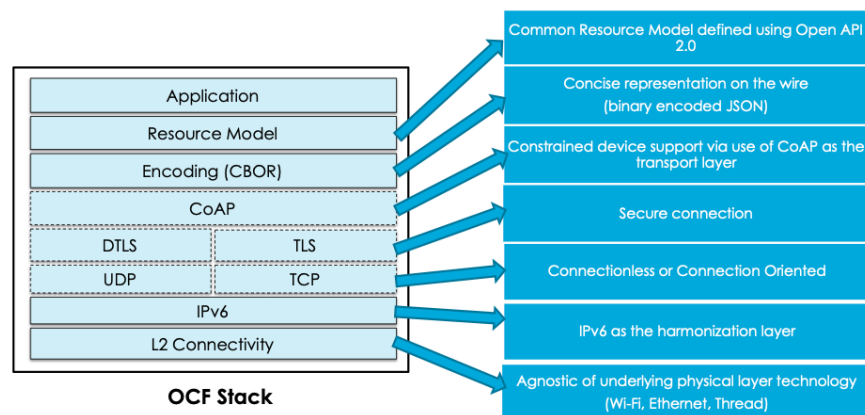 Application
Resource Model
Encoding (CBOR)
CoAP
DTLS
TLS
UDP
TCP
IPv6
L2 Connectivity
OCF Stack
Common Resource Model defined using Open API
2.0
Concise representation on the wire
(binary encoded JSON)
Constrained device support via use of CoAP as the
transport layer
Secure connection
Connectionless or Connection Oriented
IPv6 as the harmonization layer
Agnostic of underlying physical layer technology
(Wi-Fi, Ethernet, Thread)